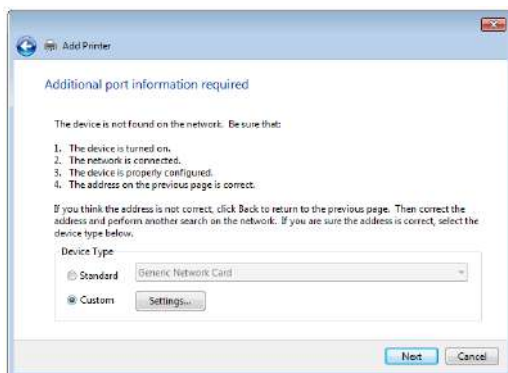 Add Printer
Additional port information required
The device is not found on the network. Be sure that:
1. The device is turned on.
2. The network is connected.
3. The device is properly configured.
4. The address on the previous page is correct.
If you think the address is not correct, click Back to return to the previous page. Then correct the
address and perform another search on the network. If you are sure the address is correct, select the
device type below.
Device Type
Standard Generic Network Card
Custom Settings...
Next Cancel